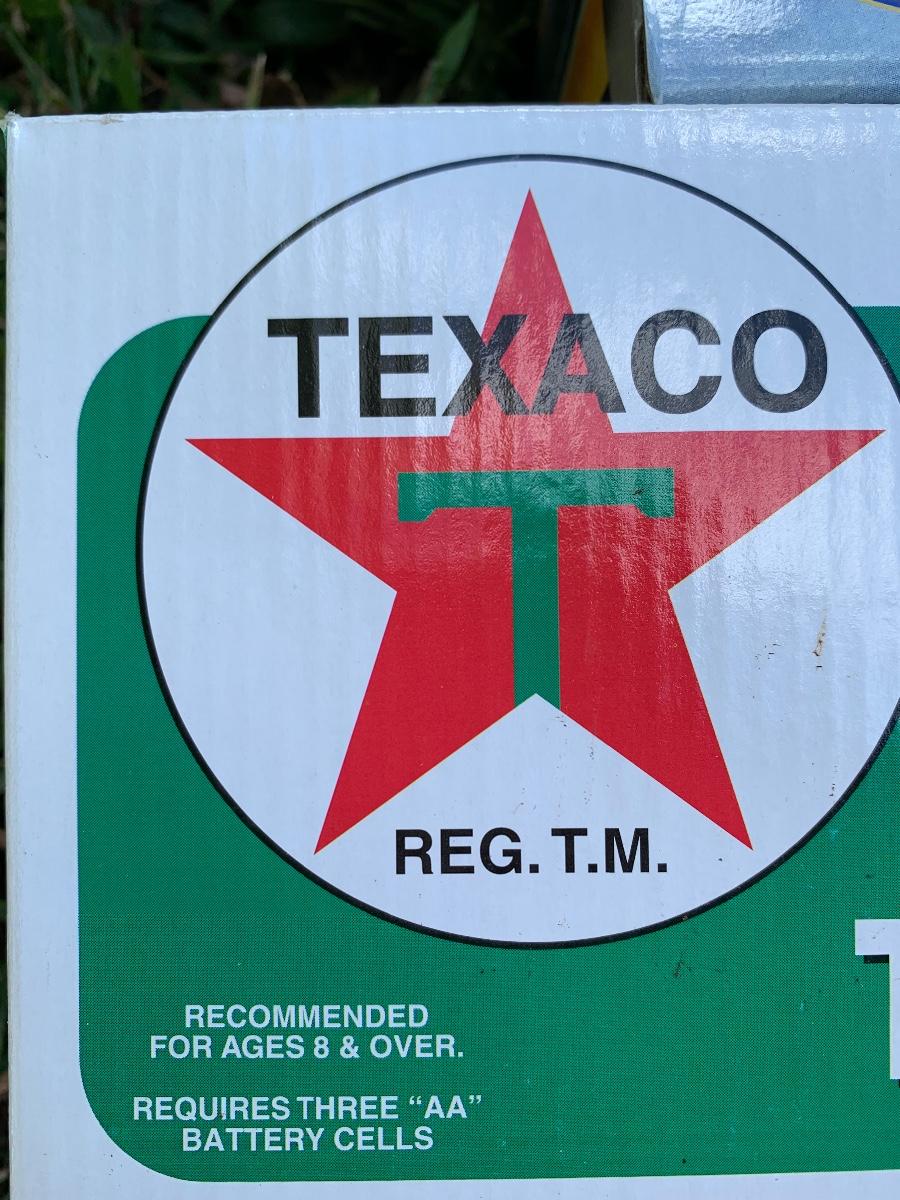 TEXACO
T
REG. T.M.
RECOMMENDED
FOR AGES 8 & OVER.
REQUIRES THREE “AA”
BATTERY CELLS